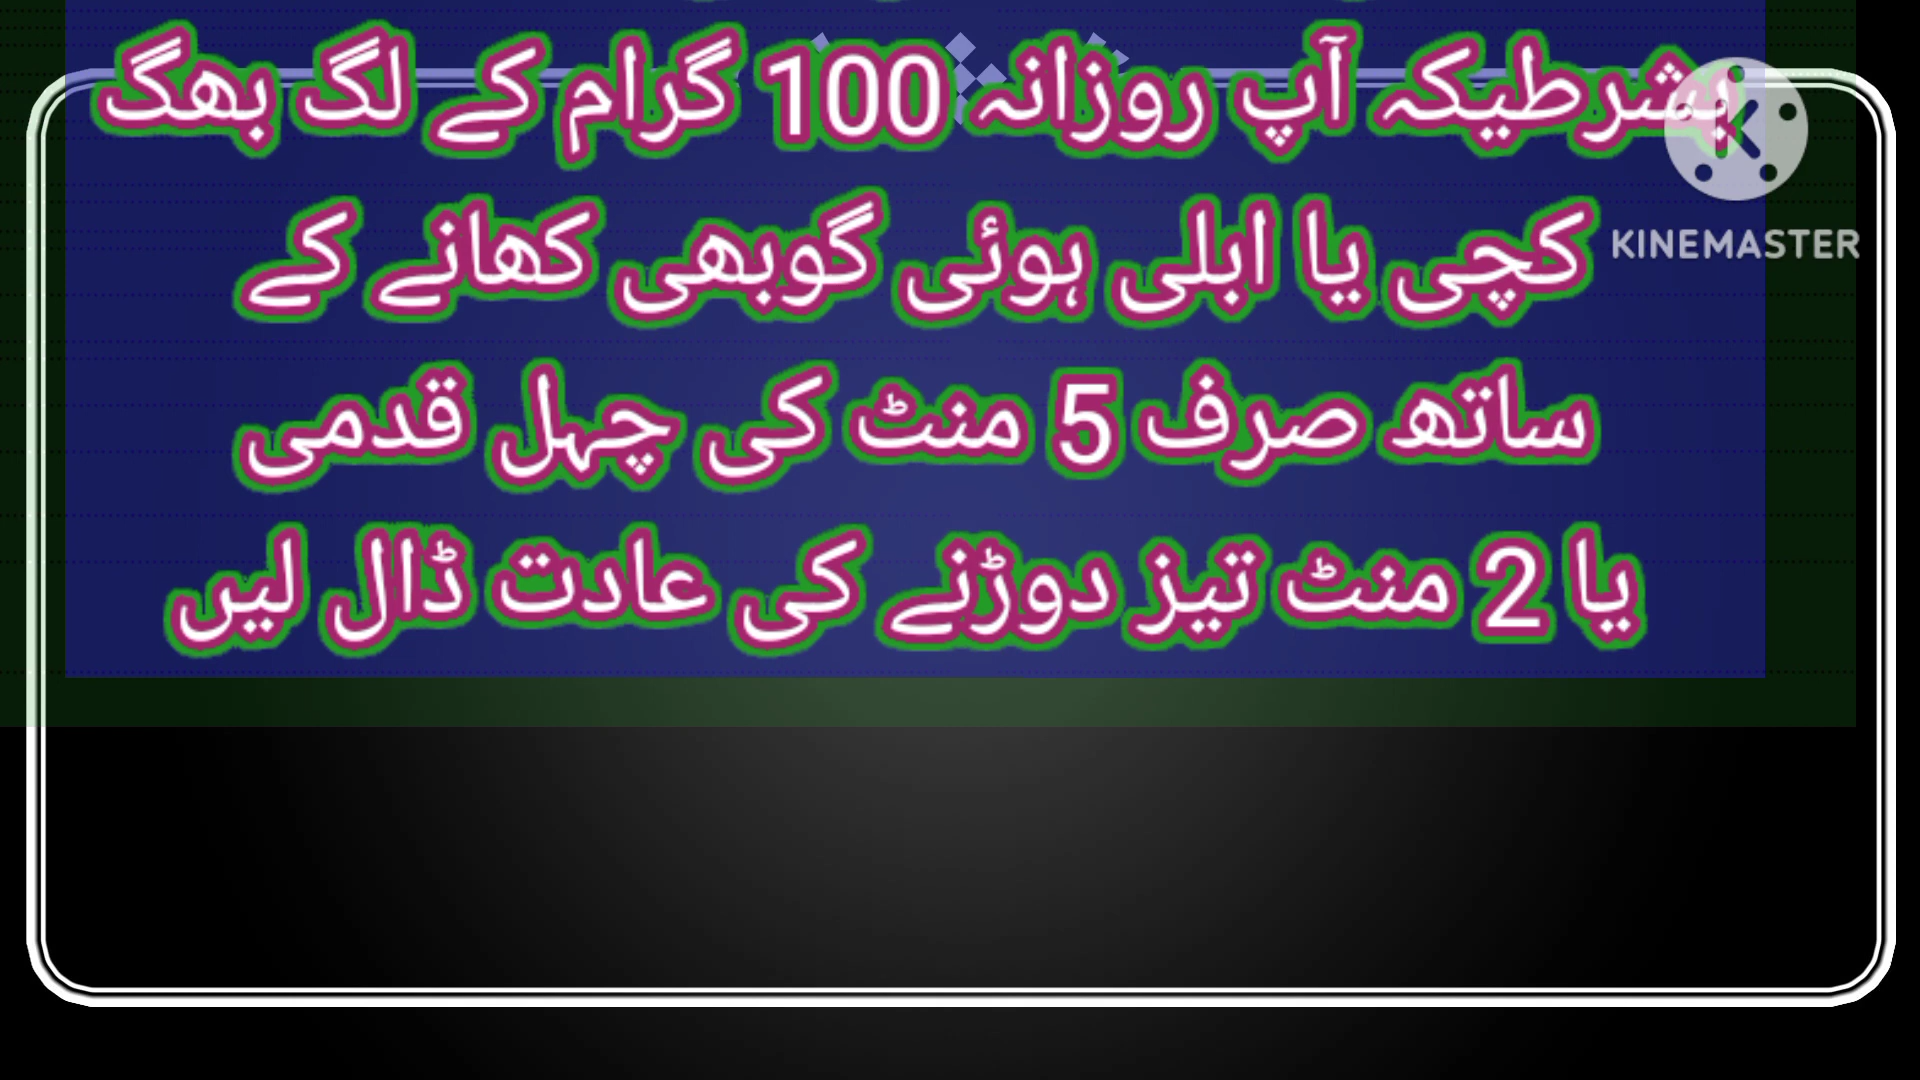 بشرطیکہ آپ روزانہ 100 گرام کے لگ بھگ
کچی یا ابلی ہوئی گوبھی کھانے کے
ساتھ صرف 5 منٹ کی چہل قدمی
یا 2 منٹ تیز دوڑنے کی عادت ڈال لیں
KINEMASTER